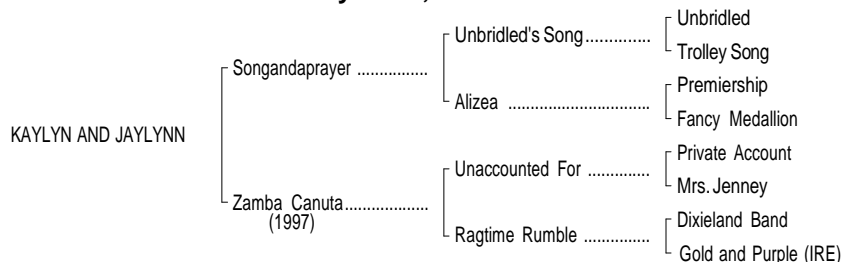 Unbridled
Unbridled's Song..............
Trolley Song
Songandaprayer ................
Premiership
Alizea ................................
Fancy Medallion
KAYLYN AND JAYLYNN
Private Account
Unaccounted For ..............
Mrs. Jenney
Zamba Canuta...................
(1997)
Dixieland Band
Ragtime Rumble ...............
Gold and Purple (IRE)